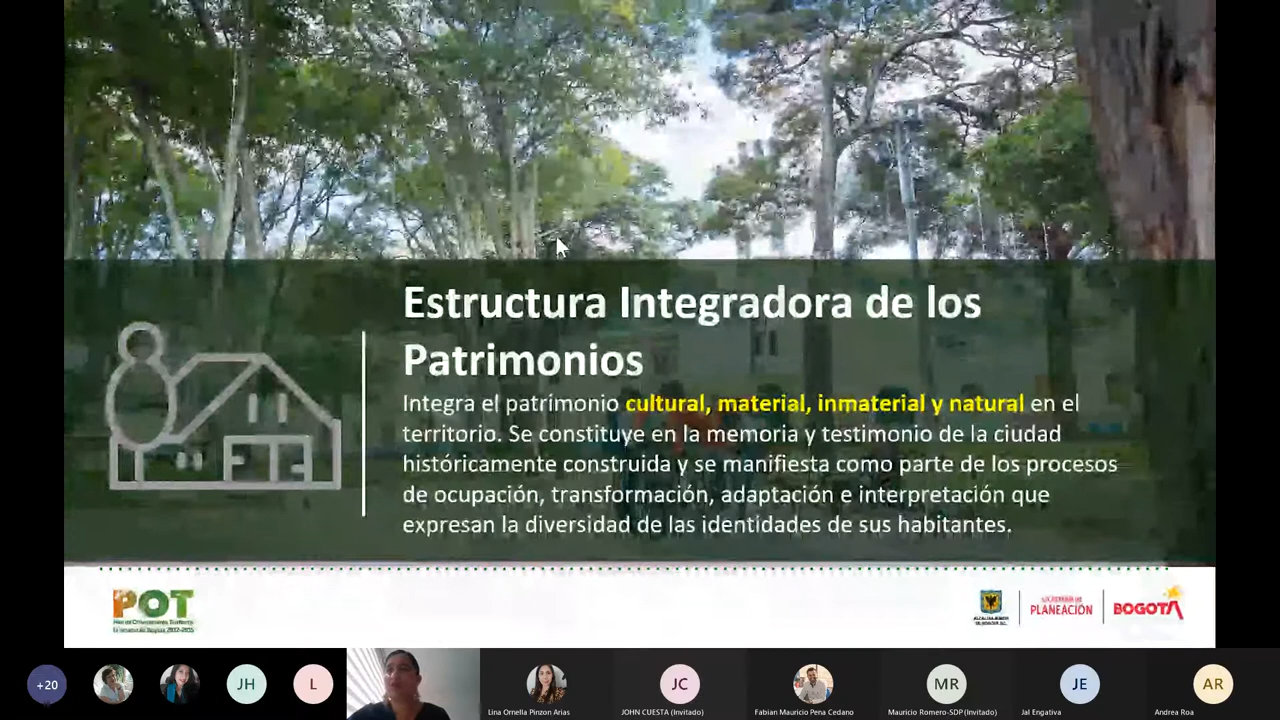 Estructura Integradora de los
Patrimonios
Integra el patrimonio cultural, material, inmaterial y natural en el
territorio. Se constituye en la memoria y testimonio de la ciudad
históricamente construida y se manifiesta como parte de los procesos
de ocupación, transformación, adaptación e interpretación que
expresan la diversidad de las identidades de sus habitantes.
POT
PLANEACIÓN
BOGOTÁ
+20
JH
L
JC
MR
JE
AR
Lina Ornella Pinzon Arias
JOHN CUESTA (Invitado)
Fabian Mauricio Pena Cedano
Mauricio Romero-SDP (Invitado)
Jal Engativa
Andrea Roa